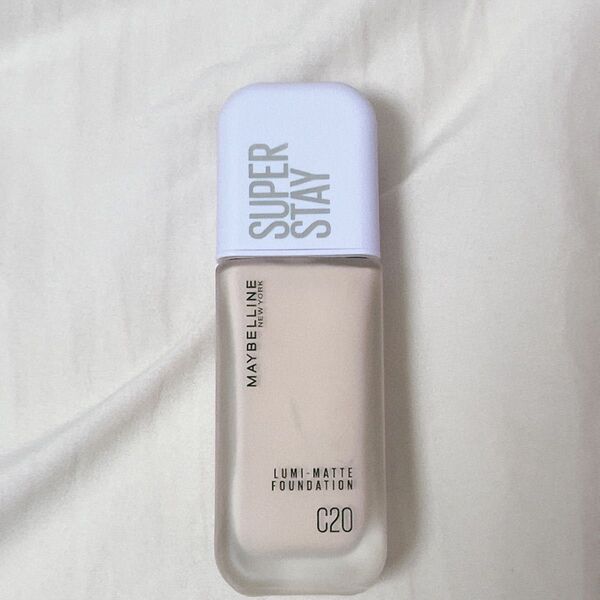 SUPER
STAY
MAYBELLINE
NEW YORK
LUMI-MATTE
FOUNDATION
C20